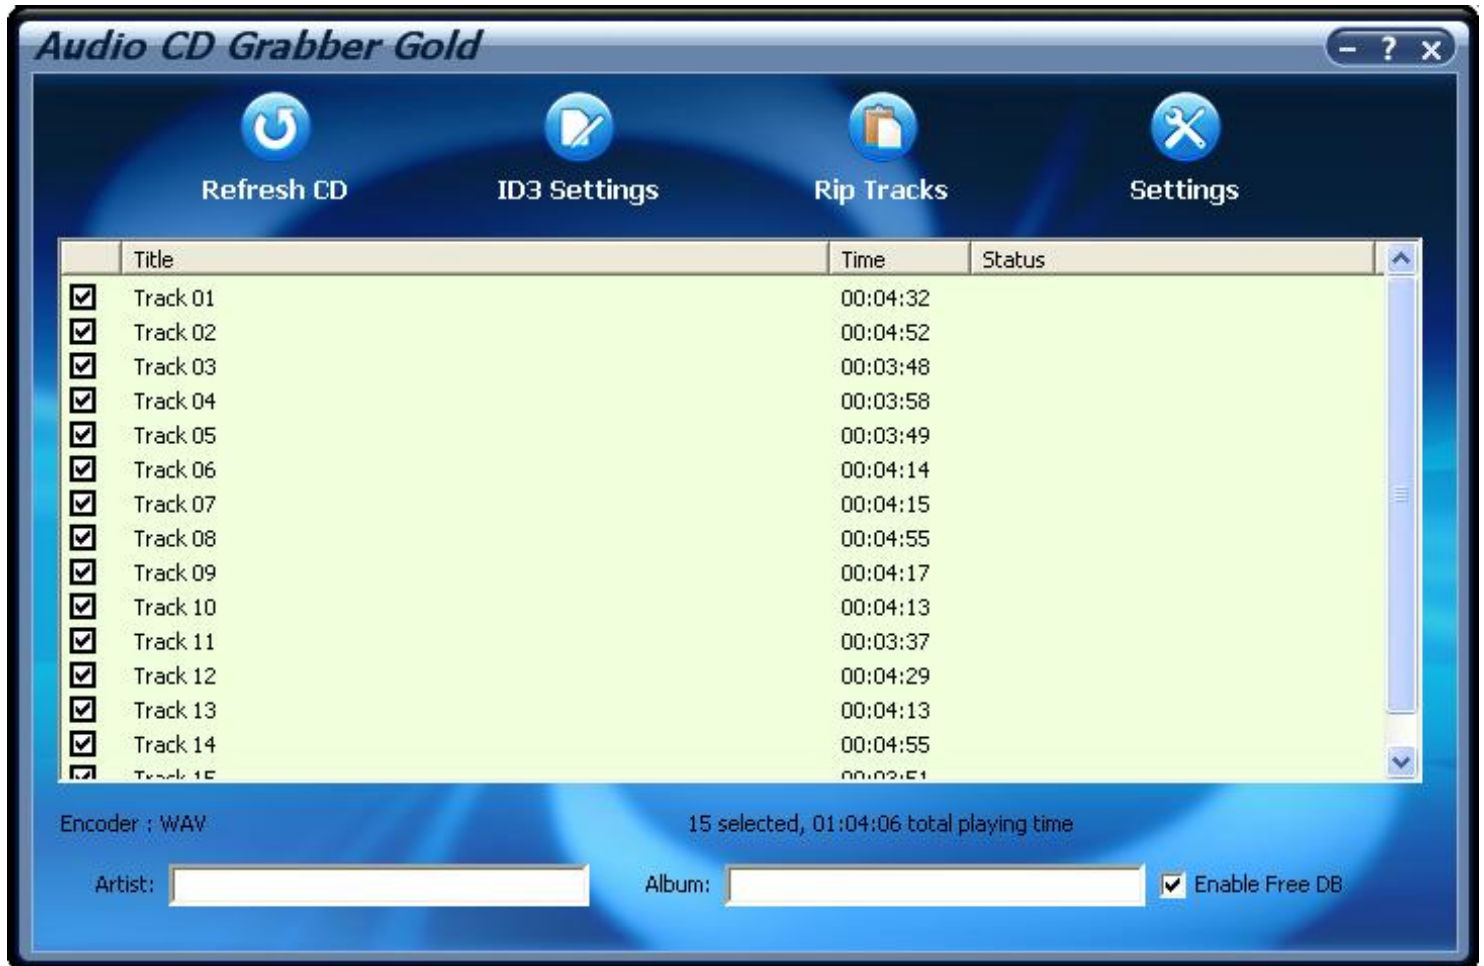 Audio CD Grabber Gold
Refresh CD ID3 Settings Rip Tracks Settings
Title Time Status
Track 01 00:04:32
Track 02 00:04:52
Track 03 00:03:48
Track 04 00:03:58
Track 05 00:03:49
Track 06 00:04:14
Track 07 00:04:15
Track 08 00:04:55
Track 09 00:04:17
Track 10 00:04:13
Track 11 00:03:37
Track 12 00:04:29
Track 13 00:04:13
Track 14 00:04:55
Track 15 00:03:51
Encoder : WAV 15 selected, 01:04:06 total playing time
Artist: Album: Enable Free DB